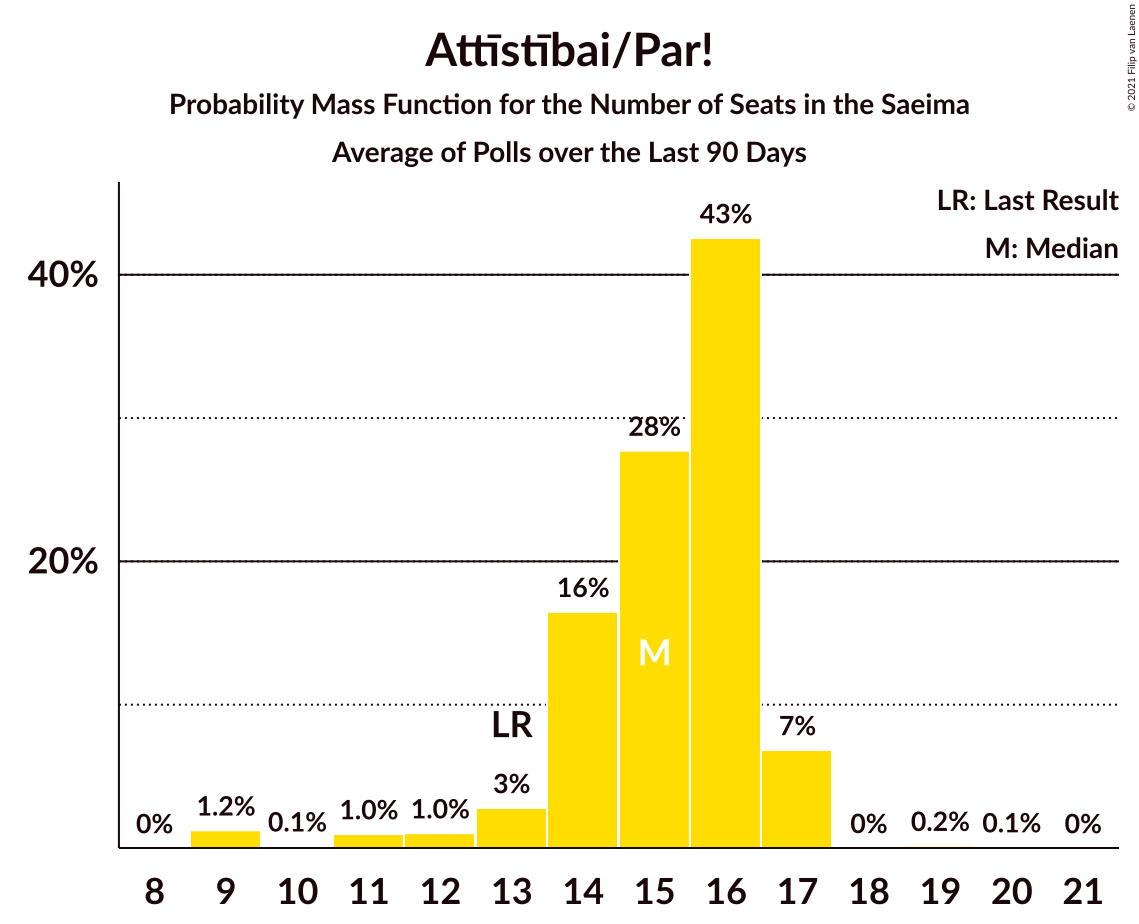 Attīstībai/Par!
Probability Mass Function for the Number of Seats in the Saeima
Average of Polls over the Last 90 Days
© 2021 Filip van Laenen
LR: Last Result
M: Median
40%
20%
0%
1.2%
0.1%
1.0%
1.0%
3%
LR
16%
28%
M
43%
7%
0%
0.2%
0.1%
0%
8 9 10 11 12 13 14 15 16 17 18 19 20 21